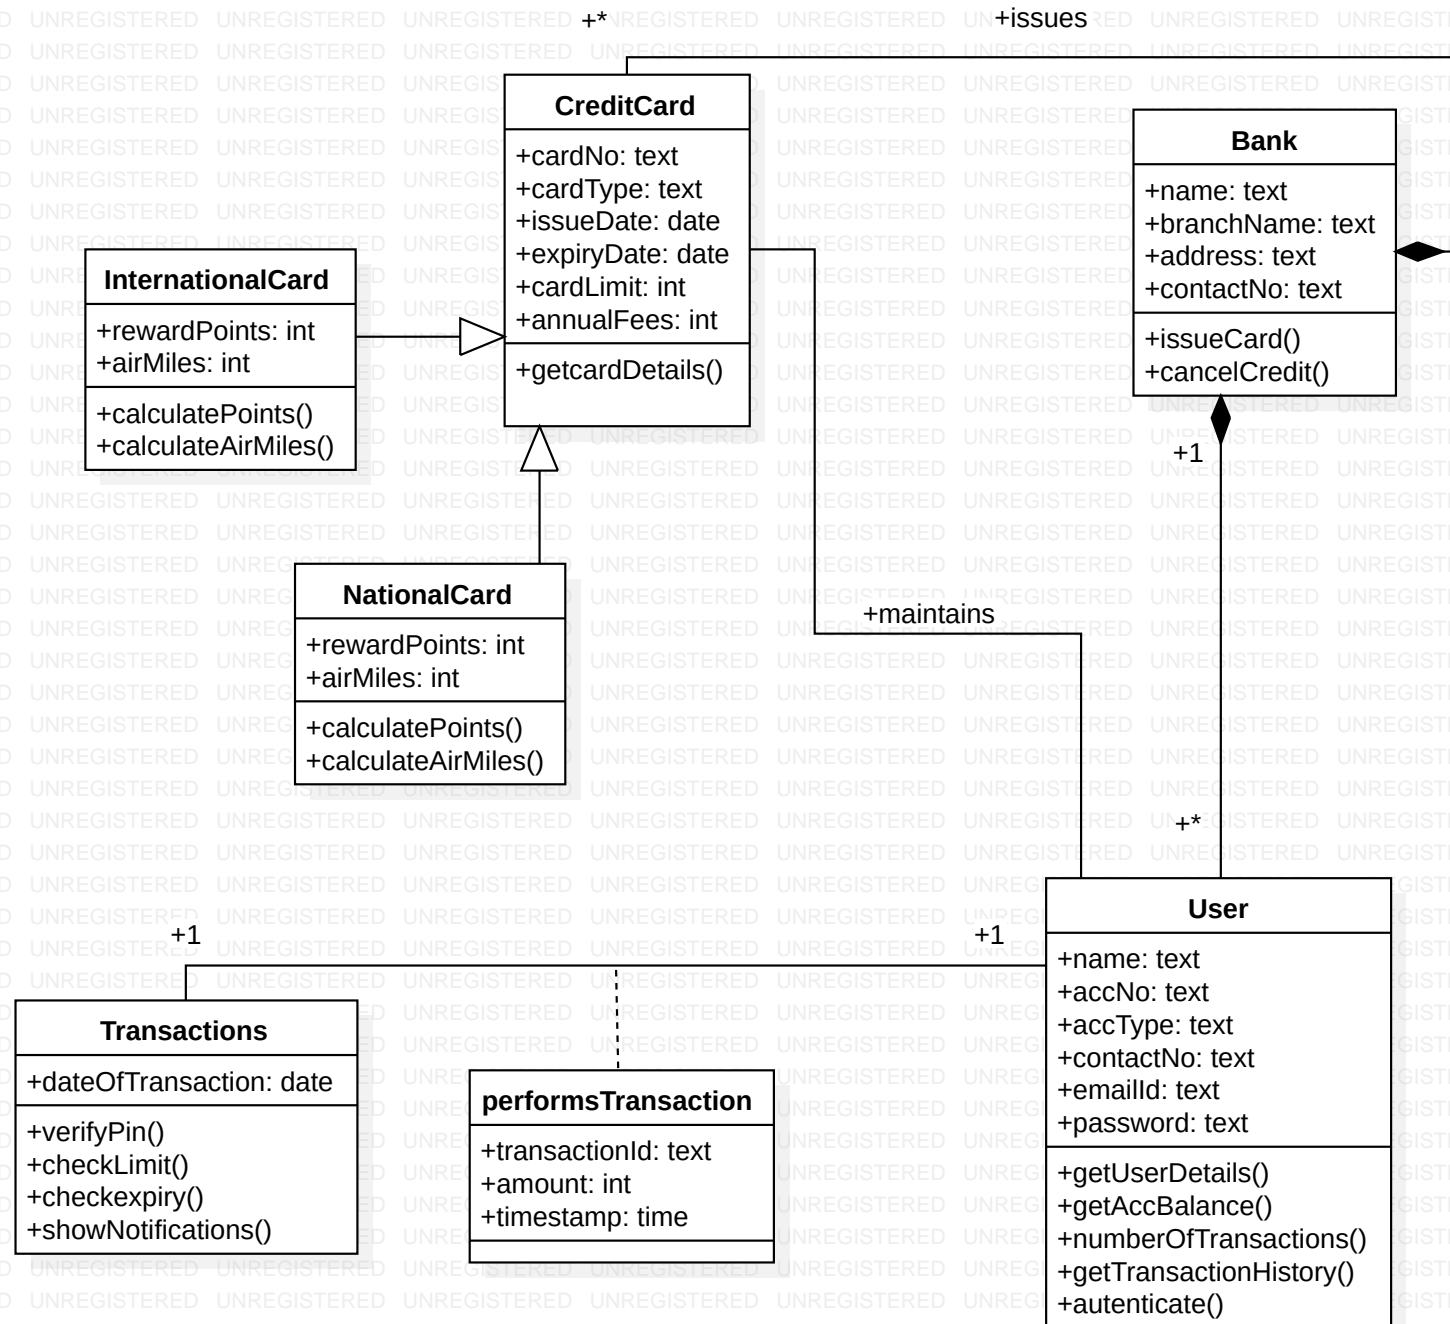 +*
+issues
CreditCard
+cardNo: text
+cardType: text
+issueDate: date
+expiryDate: date
+cardLimit: int
+annualFees: int
+getcardDetails()
Bank
+name: text
+branchName: text
+address: text
+contactNo: text
+issueCard()
+cancelCredit()
+1
InternationalCard
+rewardPoints: int
+airMiles: int
+calculatePoints()
+calculateAirMiles()
NationalCard
+rewardPoints: int
+airMiles: int
+calculatePoints()
+calculateAirMiles()
+maintains
+*
User
+name: text
+accNo: text
+accType: text
+contactNo: text
+emailId: text
+password: text
+getUserDetails()
+getAccBalance()
+numberOfTransactions()
+getTransactionHistory()
+autenticate()
+1
+1
Transactions
+dateOfTransaction: date
+verifyPin()
+checkLimit()
+checkexpiry()
+showNotifications()
performsTransaction
+transactionId: text
+amount: int
+timestamp: time
UNREGISTERED